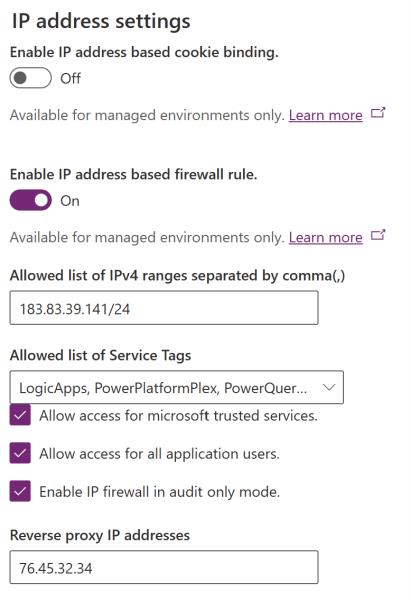 IP address settings
Enable IP address based cookie binding.
Off
Available for managed environments only. Learn more
Enable IP address based firewall rule.
On
Available for managed environments only. Learn more
Allowed list of IPv4 ranges separated by comma(,)
183.83.39.141/24
Allowed list of Service Tags
LogicApps, PowerPlatformPlex, PowerQuer...
Allow access for microsoft trusted services.
Allow access for all application users.
Enable IP firewall in audit only mode.
Reverse proxy IP addresses
76.45.32.34